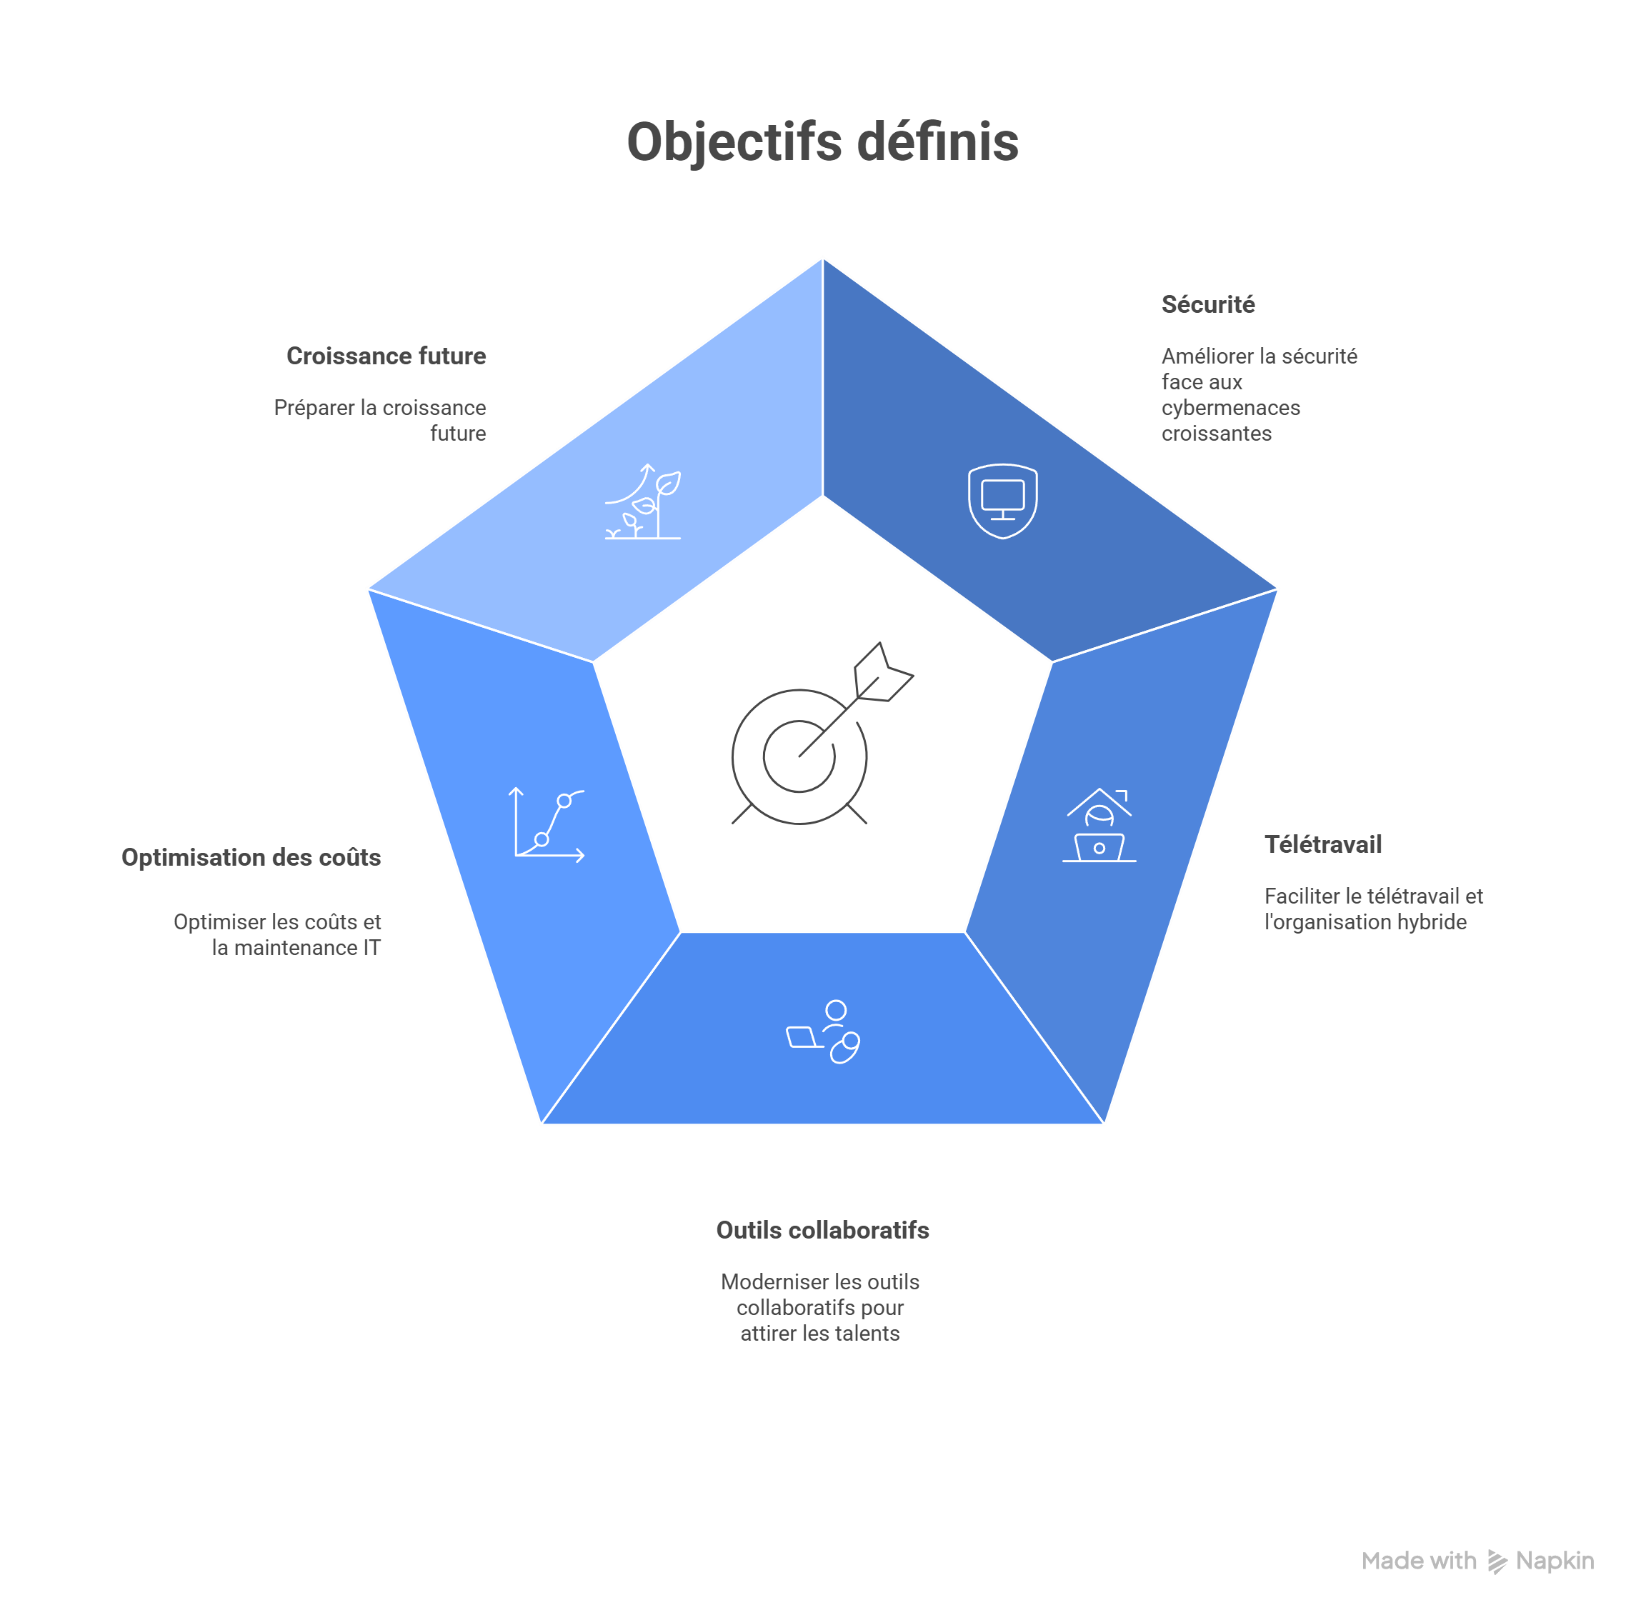 Objectifs définis
Sécurité
Améliorer la sécurité
face aux
cybermenaces
croissantes
Croissance future
Préparer la croissance
future
Télétravail
Faciliter le télétravail et
l'organisation hybride
Optimisation des coûts
Optimiser les coûts et
la maintenance IT
Outils collaboratifs
Moderniser les outils
collaboratifs pour
attirer les talents
Made with Napkin